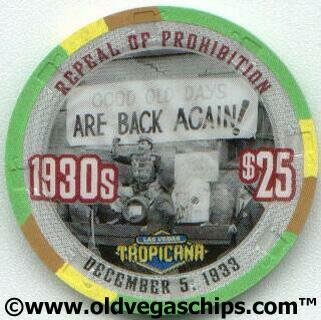 REPEAL OF PROHIBITION
GOOD OLD DAYS
ARE BACK AGAIN!
1930s
$25
LAS VEGAS
TROPICANA
DECEMBER 5, 1933
©www.oldvegaschips.com™